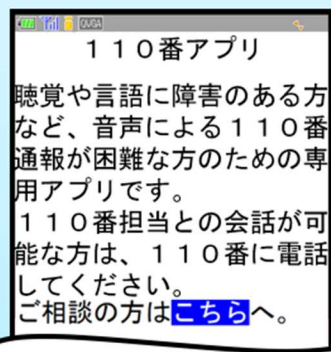 QVGA
１１０番アプリ
聴覚や言語に障害のある方
など、音声による１１０番
通報が困難な方のための専
用アプリです。
１１０番担当との会話が可
能な方は、１１０番に電話
してください。
ご相談の方はこちらへ。